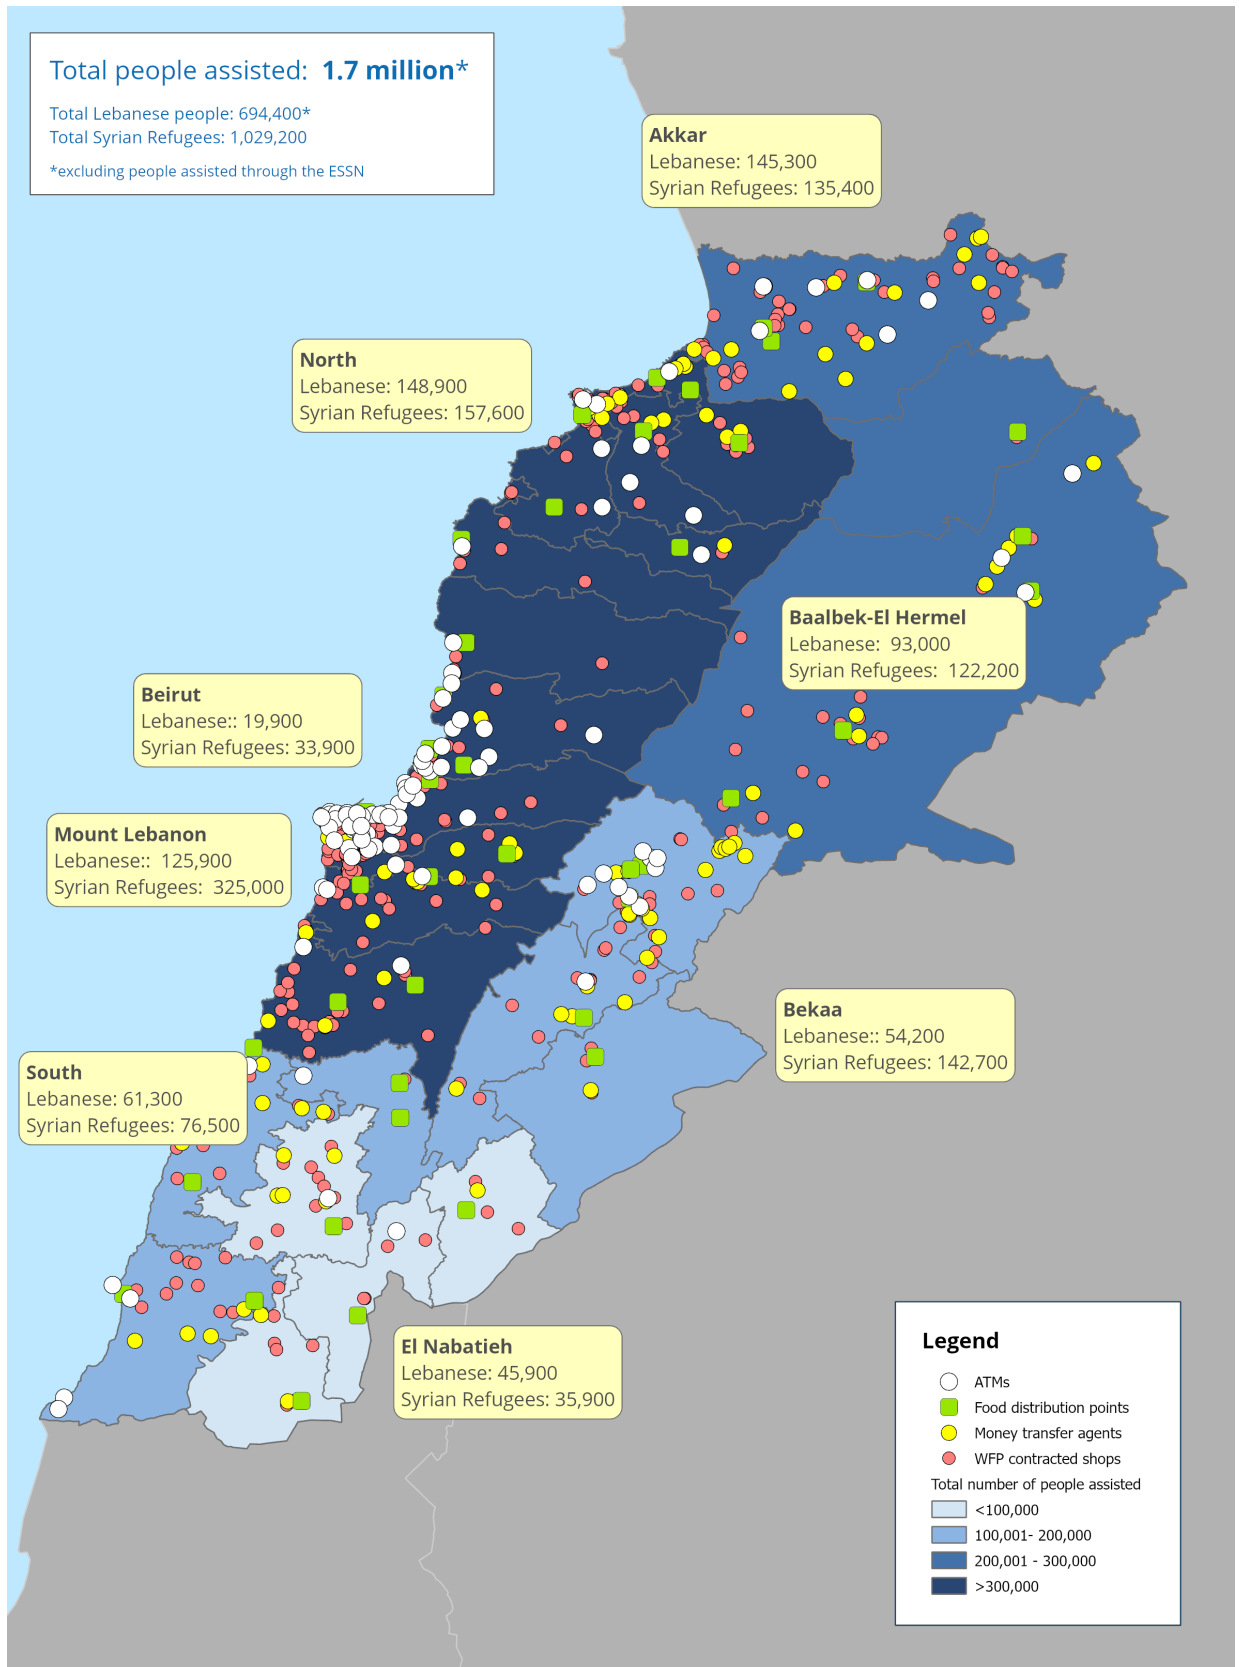 Total people assisted: 1.7 million*
Total Lebanese people: 694,400*
Total Syrian Refugees: 1,029,200
*excluding people assisted through the ESSN
Akkar
Lebanese: 145,300
Syrian Refugees: 135,400
North
Lebanese: 148,900
Syrian Refugees: 157,600
Baalbek-El Hermel
Lebanese: 93,000
Syrian Refugees: 122,200
Beirut
Lebanese:: 19,900
Syrian Refugees: 33,900
Mount Lebanon
Lebanese:: 125,900
Syrian Refugees: 325,000
Bekaa
Lebanese:: 54,200
Syrian Refugees: 142,700
South
Lebanese: 61,300
Syrian Refugees: 76,500
El Nabatieh
Lebanese: 45,900
Syrian Refugees: 35,900
Legend
ATMs
Food distribution points
Money transfer agents
WFP contracted shops
Total number of people assisted
<100,000
100,001- 200,000
200,001 - 300,000
>300,000